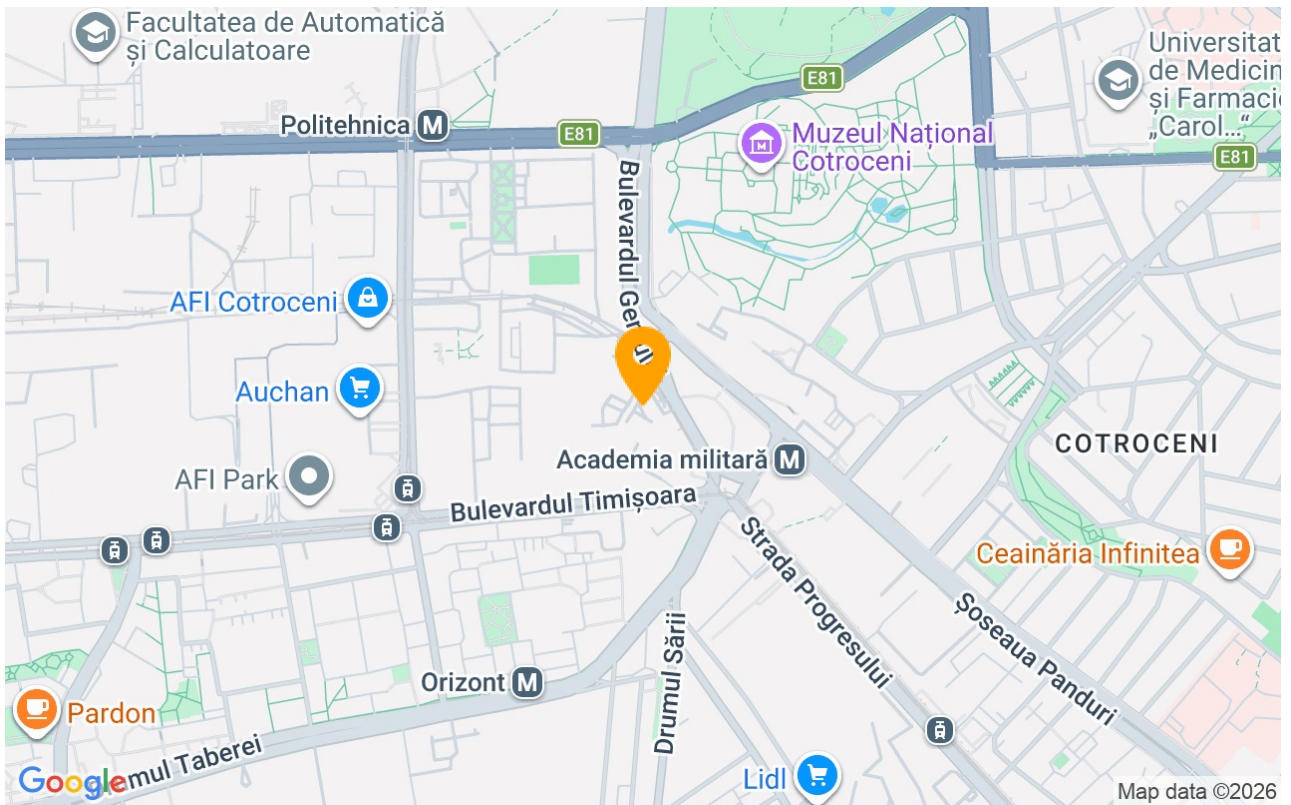 Facultatea de Automatică
și Calculatoare
Universitat
de Medicin
și Farmaci
„Carol...“
E81
Politehnica M
E81
Muzeul Național
Cotroceni
E81
Bulevardul Gen
AFI Cotroceni
Auchan
COTROCENI
Academia militară M
AFI Park
Bulevardul Timișoara
Ceainăria Infinitea
Strada Progresului
Șoseaua Panduri
Drumul Sării
Orizont M
Pardon
mul Taberei
Lidl
Google
Map data ©2026